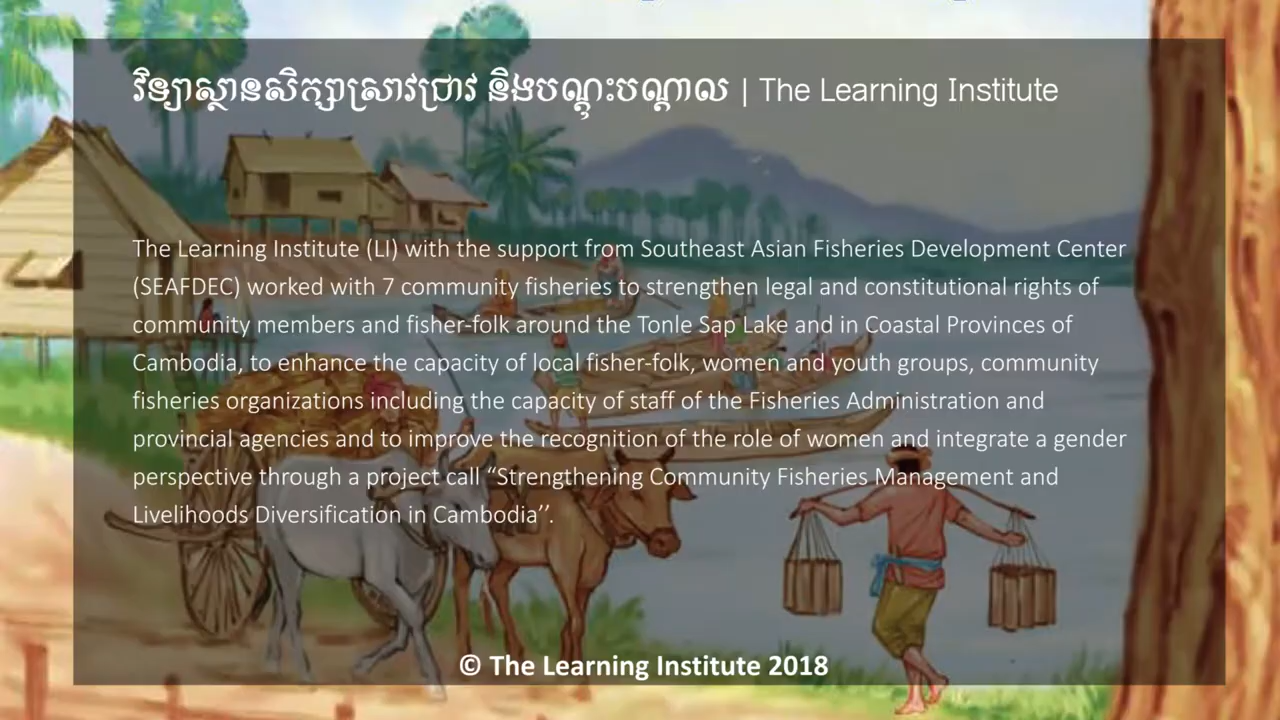 វិទ្យាស្ថានសិក្សាស្រាវជ្រាវ និងបណ្តុះបណ្តាល | The Learning Institute
The Learning Institute (LI) with the support from Southeast Asian Fisheries Development Center
(SEAFDEC) worked with 7 community fisheries to strengthen legal and constitutional rights of
community members and fisher-folk around the Tonle Sap Lake and in Coastal Provinces of
Cambodia, to enhance the capacity of local fisher-folk, women and youth groups, community
fisheries organizations including the capacity of staff of the Fisheries Administration and
provincial agencies and to improve the recognition of the role of women and integrate a gender
perspective through a project call “Strengthening Community Fisheries Management and
Livelihoods Diversification in Cambodia’’.
© The Learning Institute 2018